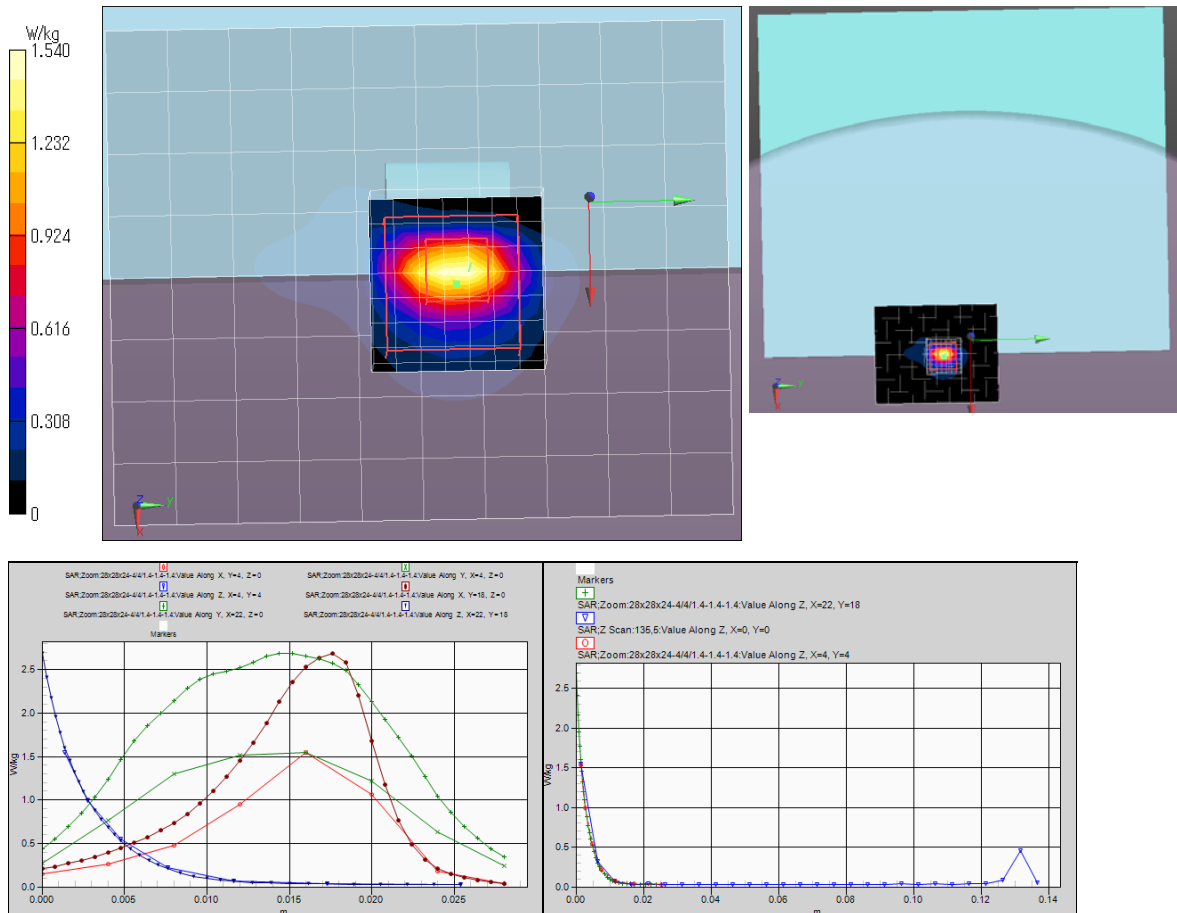 W/kg
1.540
1.232
0.924
0.616
0.308
0
z
y
x
z
y
x
SAR;Zoom:28x28x24-4/4/1.4-1.4-1.4:Value Along X, Y=4, Z=0
SAR;Zoom:28x28x24-4/4/1.4-1.4-1.4:Value Along Y, X=4, Z=0
SAR;Zoom:28x28x24-4/4/1.4-1.4-1.4:Value Along Z, X=4, Y=4
SAR;Zoom:28x28x24-4/4/1.4-1.4-1.4:Value Along X, Y=18, Z=0
SAR;Zoom:28x28x24-4/4/1.4-1.4-1.4:Value Along Y, X=22, Z=0
SAR;Zoom:28x28x24-4/4/1.4-1.4-1.4:Value Along Z, X=22, Y=18
Markers
2.5
2.0
1.5
W/kg
1.0
0.5
0.0
0.000
0.005
0.010
0.015
0.020
0.025
m
Markers
SAR;Zoom:28x28x24-4/4/1.4-1.4-1.4:Value Along Z, X=22, Y=18
SAR;Z Scan:135,5:Value Along Z, X=0, Y=0
SAR;Zoom:28x28x24-4/4/1.4-1.4-1.4:Value Along Z, X=4, Y=4
2.5
2.0
1.5
W/kg
1.0
0.5
0.0
0.00
0.02
0.04
0.06
0.08
0.10
0.12
0.14
m